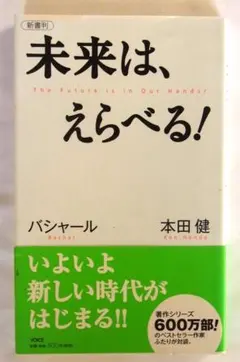 新書判
未来は、
The Future is in Our Hands!
えらべる!
バシャール 本田 健
Bashar Ken Honda
いよいよ
新しい時代が
はじまる!!
著作シリーズ
600万部!
のベストセラー作家
ふたりが対談。
VOICE